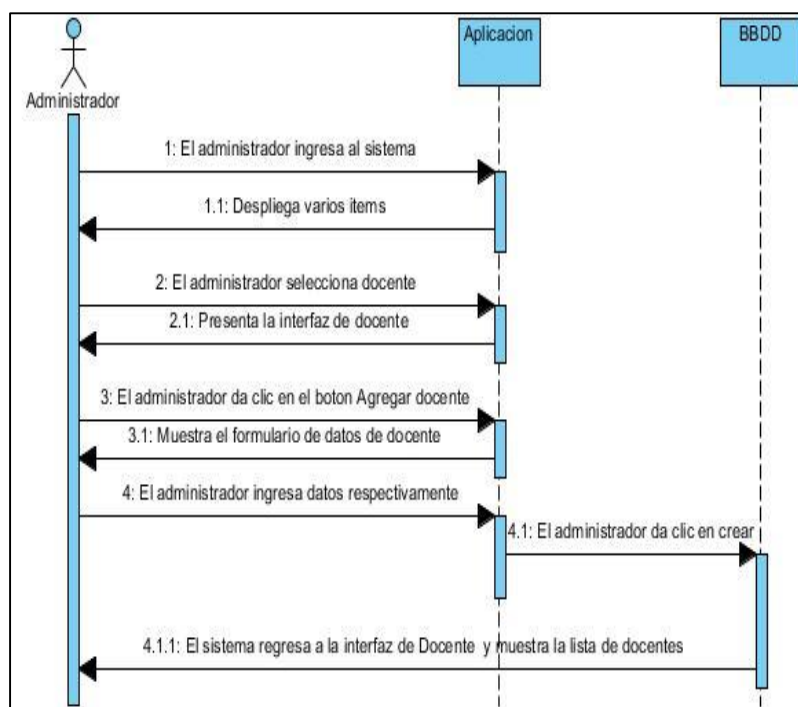 Aplicacion
BBDD
Administrador
1: El administrador ingresa al sistema
1.1: Despliega varios items
2: El administrador selecciona docente
2.1: Presenta la interfaz de docente
3: El administrador da clic en el boton Agregar docente
3.1: Muestra el formulario de datos de docente
4: El administrador ingresa datos respectivamente
4.1: El administrador da clic en crear
4.1.1: El sistema regresa a la interfaz de Docente y muestra la lista de docentes